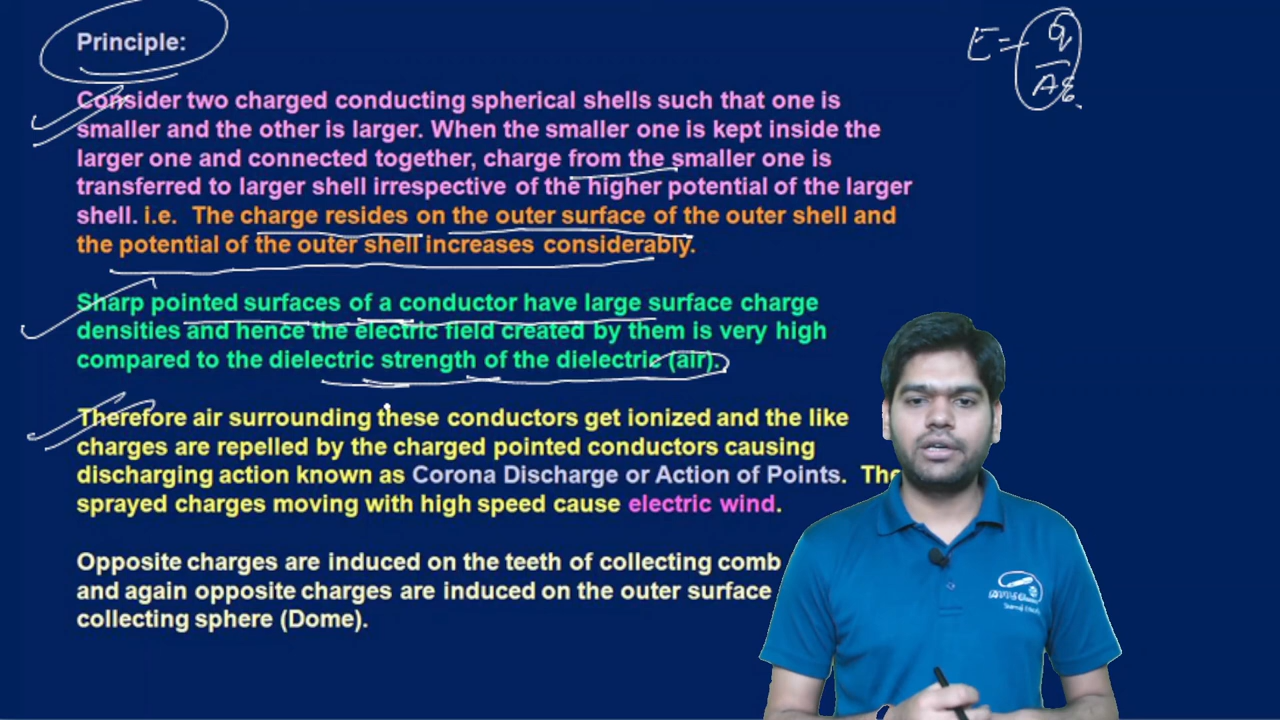 Principle:
E = q
Aε₀
Consider two charged conducting spherical shells such that one is
smaller and the other is larger. When the smaller one is kept inside the
larger one and connected together, charge from the smaller one is
transferred to larger shell irrespective of the higher potential of the larger
shell. i.e. The charge resides on the outer surface of the outer shell and
the potential of the outer shell increases considerably.
Sharp pointed surfaces of a conductor have large surface charge
densities and hence the electric field created by them is very high
compared to the dielectric strength of the dielectric (air).
Therefore air surrounding these conductors get ionized and the like
charges are repelled by the charged pointed conductors causing
discharging action known as Corona Discharge or Action of Points. The
sprayed charges moving with high speed cause electric wind.
Opposite charges are induced on the teeth of collecting comb
and again opposite charges are induced on the outer surface
collecting sphere (Dome).